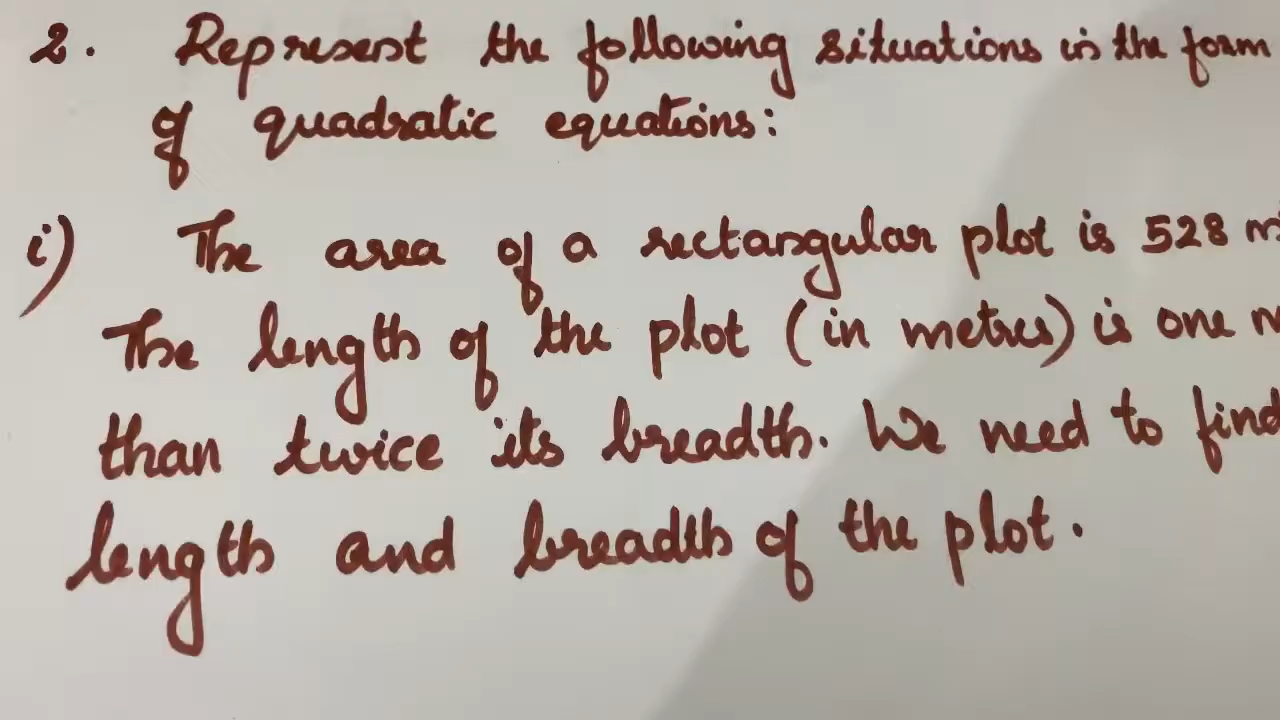 2. Represent the following situations in the form
of quadratic equations:
i) The area of a rectangular plot is 528 m
The length of the plot (in metres) is one m
than twice its breadth. We need to find
length and breadth of the plot.